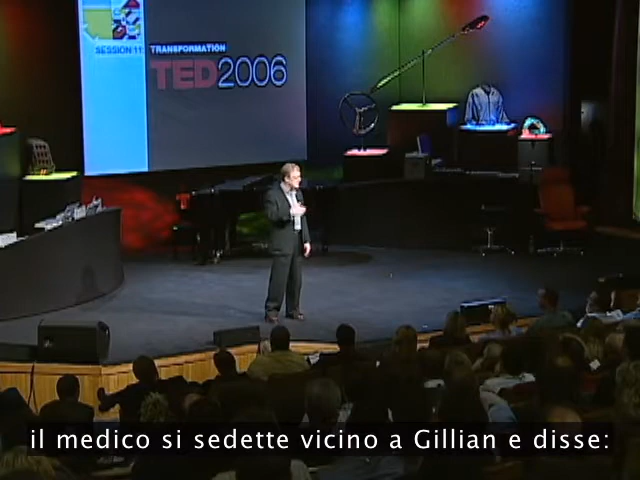 SESSION 11:
TRANSFORMATION
TED2006
il medico si sedette vicino a Gillian e disse: